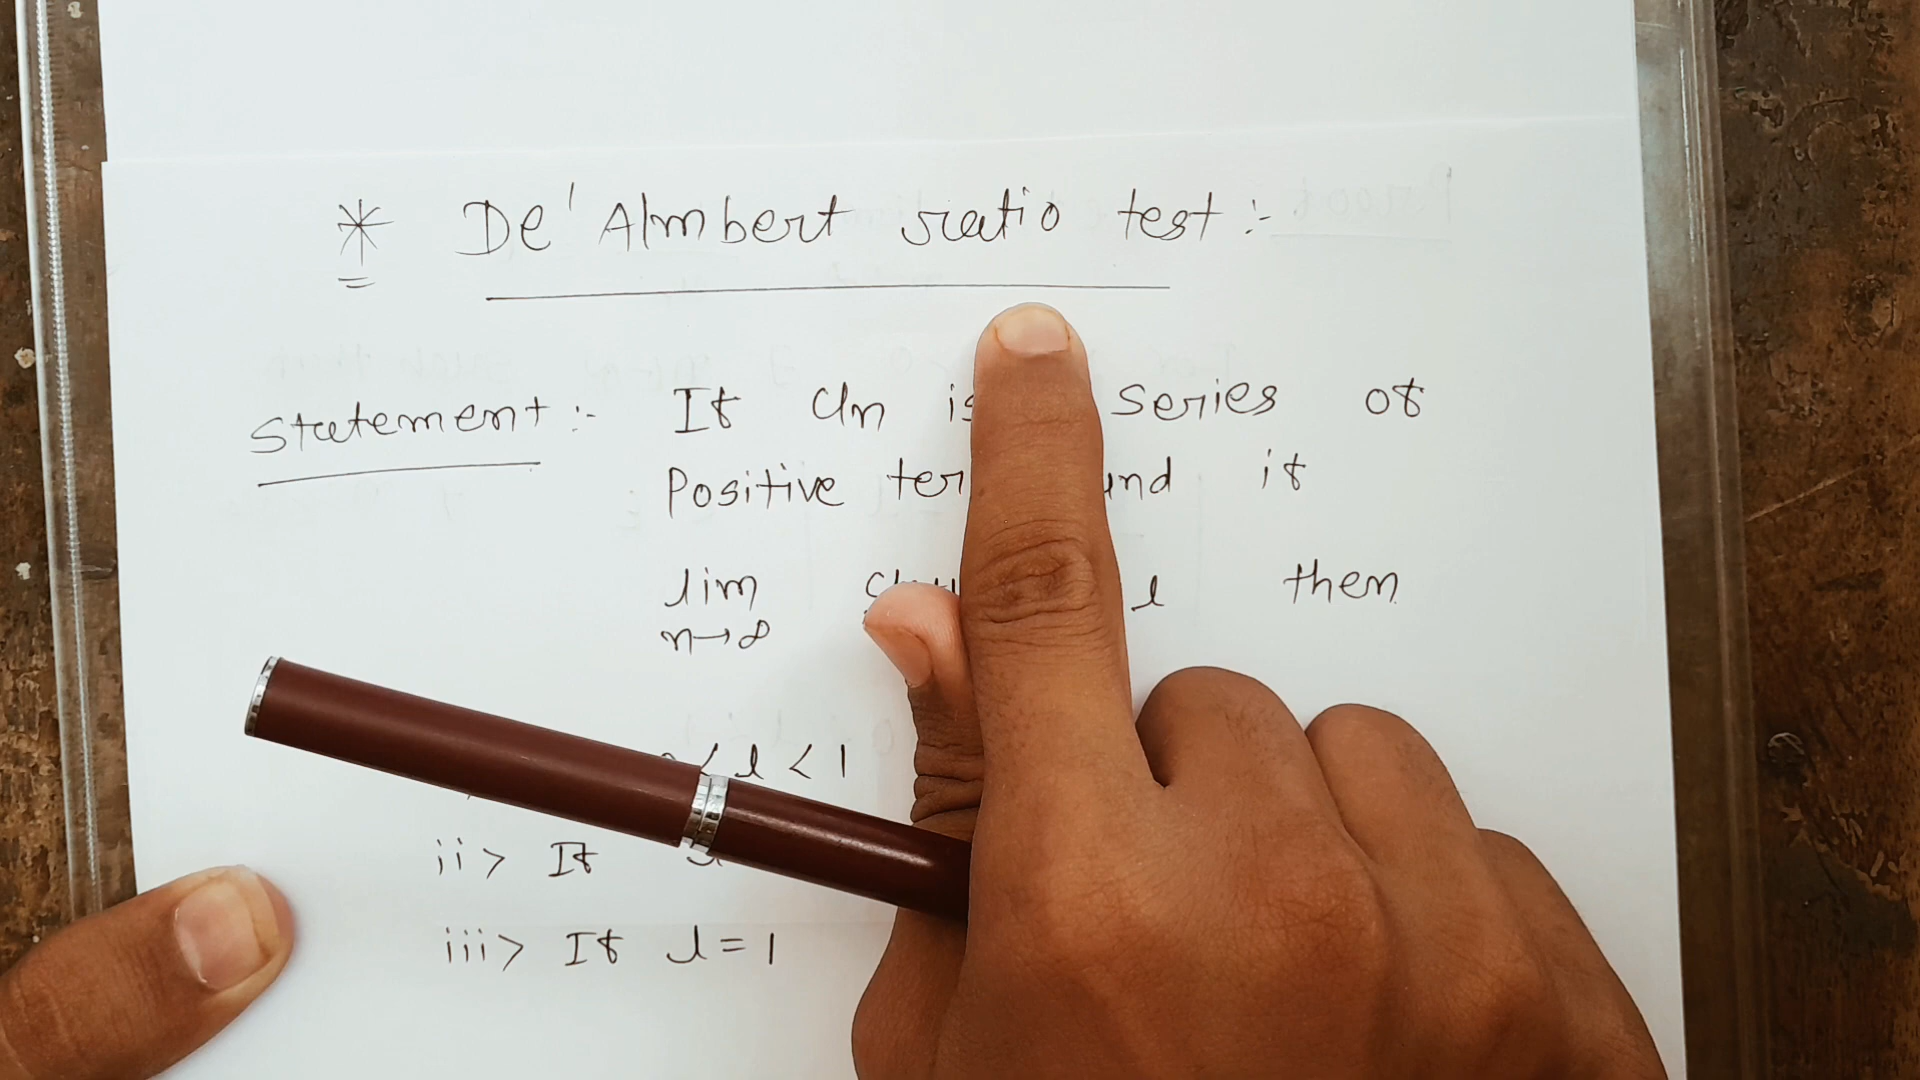 * De'Almbert ratio test :-
Statement :- If Un is series of
Positive and if
lim l then
n→∞
l < 1
ii> If
iii> If l = 1